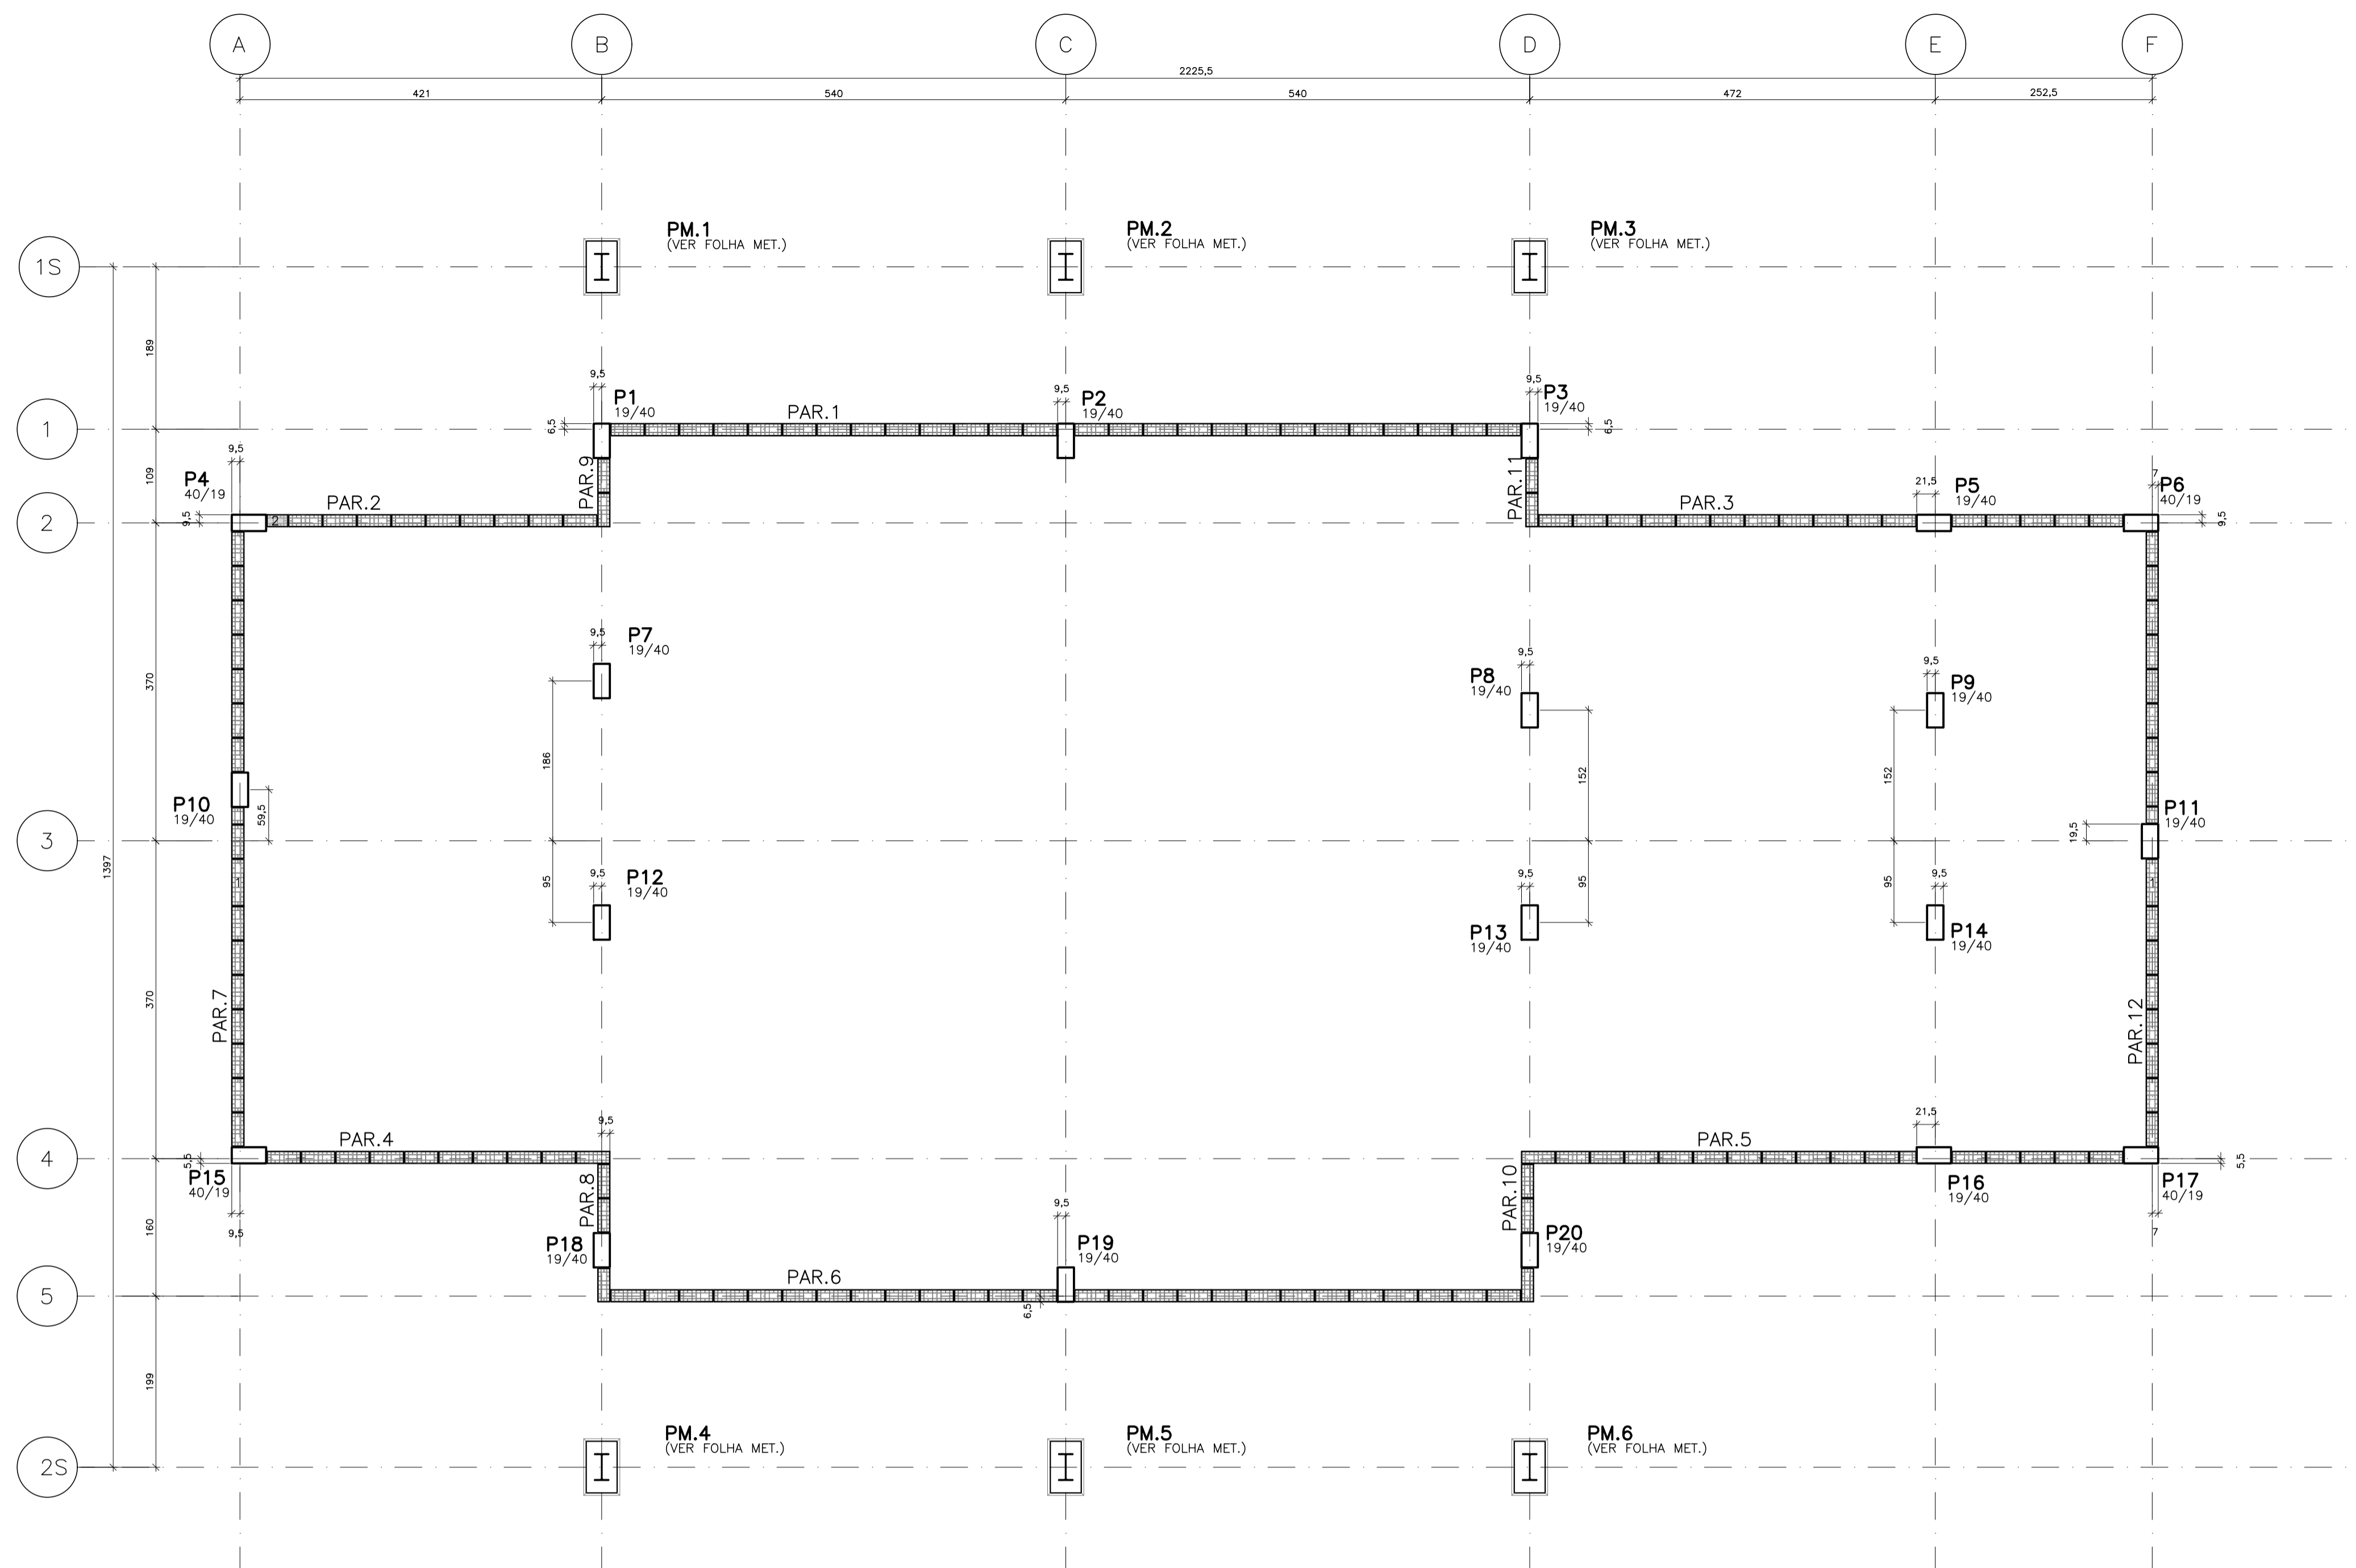 A
B
C
D
E
F
2225,5
421
540
540
472
252,5
1S
PM.1
(VER FOLHA MET.)
PM.2
(VER FOLHA MET.)
PM.3
(VER FOLHA MET.)
189
1
9,5
P1
19/40
6,5
PAR.1
9,5
P2
19/40
9,5
P3
19/40
6,5
109
9,5
P4
40/19
9,5
PAR.2
2
PAR.9
PAR.11
PAR.3
21,5
P5
19/40
7
P6
40/19
9,5
2
370
9,5
P7
19/40
186
9,5
P8
19/40
152
9,5
P9
19/40
152
P10
19/40
59,5
P11
19/40
19,5
3
1397
1
9,5
P12
19/40
95
9,5
P13
19/40
95
9,5
P14
19/40
95
1
370
PAR.7
PAR.12
4
5,5
P15
40/19
9,5
PAR.4
9,5
PAR.8
PAR.10
PAR.5
21,5
P16
19/40
5,5
P17
40/19
7
160
P18
19/40
9,5
P19
19/40
P20
19/40
PAR.6
6,5
5
199
2S
PM.4
(VER FOLHA MET.)
PM.5
(VER FOLHA MET.)
PM.6
(VER FOLHA MET.)